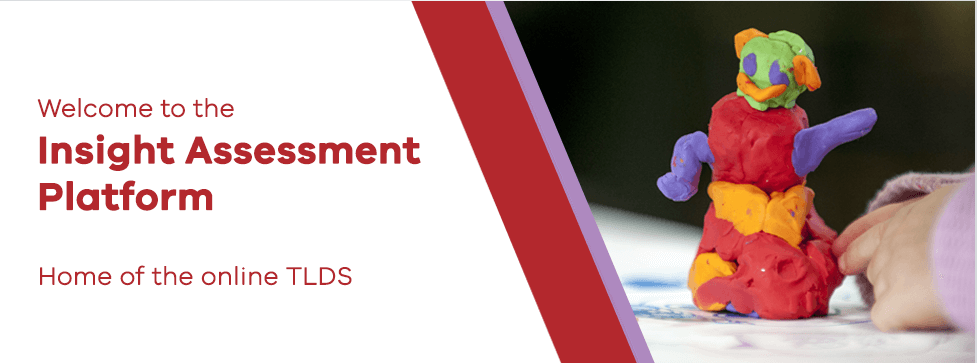 Welcome to the
Insight Assessment
Platform
Home of the online TLDS